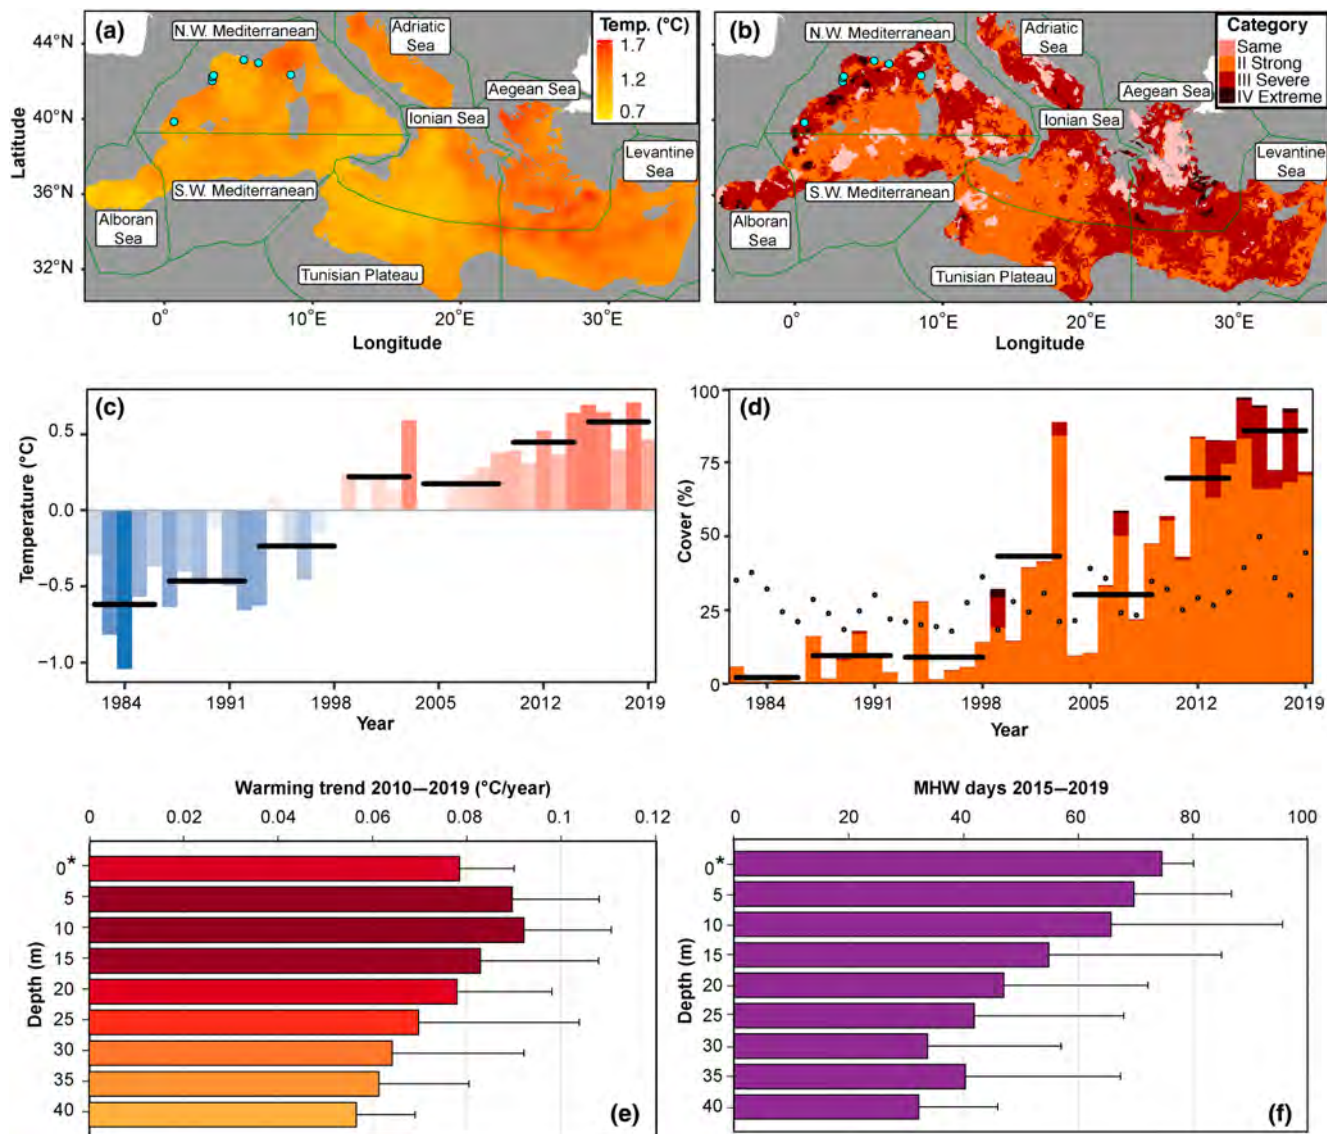 (a)
N.W. Mediterranean
Adriatic
Sea
Temp. (°C)
1.7
1.2
0.7
44°N
40°N
36°N
32°N
Latitude
Aegean Sea
Ionian Sea
Levantine
Sea
S.W. Mediterranean
Alboran
Sea
Tunisian Plateau
0°
10°E
20°E
30°E
Longitude
(b)
N.W. Mediterranean
Adriatic
Sea
Category
Same
II Strong
III Severe
IV Extreme
Aegean Sea
Ionian Sea
Levantine
Sea
S.W. Mediterranean
Alboran
Sea
Tunisian Plateau
0°
10°E
20°E
30°E
Longitude
(c)
Temperature (°C)
0.5
0.0
−0.5
−1.0
1984
1991
1998
2005
2012
2019
Year
(d)
Cover (%)
100
75
50
25
0
1984
1991
1998
2005
2012
2019
Year
Warming trend 2010—2019 (°C/year)
0
0.02
0.04
0.06
0.08
0.1
0.12
Depth (m)
0*
5
10
15
20
25
30
35
40
(e)
MHW days 2015—2019
0
20
40
60
80
100
Depth (m)
0*
5
10
15
20
25
30
35
40
(f)